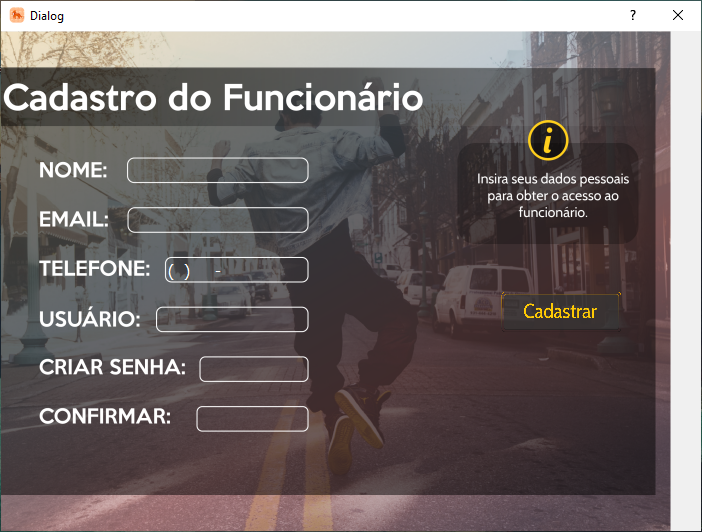 Dialog
?
Cadastro do Funcionário
NOME:
EMAIL:
TELEFONE: ( ) -
USUÁRIO:
CRIAR SENHA:
CONFIRMAR:
i
Insira seus dados pessoais
para obter o acesso ao
funcionário.
Cadastrar